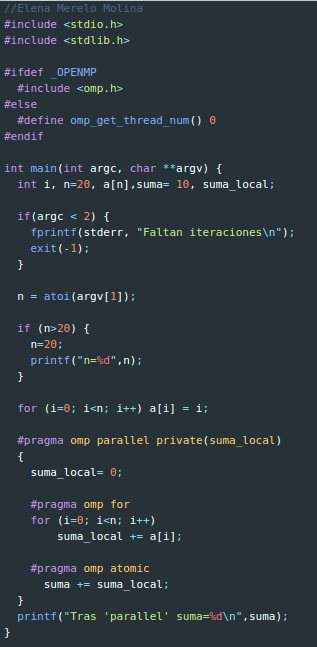 //Elena Merelo Molina
#include <stdio.h>
#include <stdlib.h>

#ifdef _OPENMP
  #include <omp.h>
#else
  #define omp_get_thread_num() 0
#endif

int main(int argc, char **argv) {
  int i, n=20, a[n],suma= 10, suma_local;

  if(argc < 2) {
    fprintf(stderr, "Faltan iteraciones\n");
    exit(-1);
  }

  n = atoi(argv[1]);

  if (n>20) {
    n=20;
    printf("n=%d",n);
  }

  for (i=0; i<n; i++) a[i] = i;

  #pragma omp parallel private(suma_local)
  {
    suma_local= 0;

    #pragma omp for
    for (i=0; i<n; i++)
        suma_local += a[i];

    #pragma omp atomic
      suma += suma_local;
  }
  printf("Tras 'parallel' suma=%d\n",suma);
}